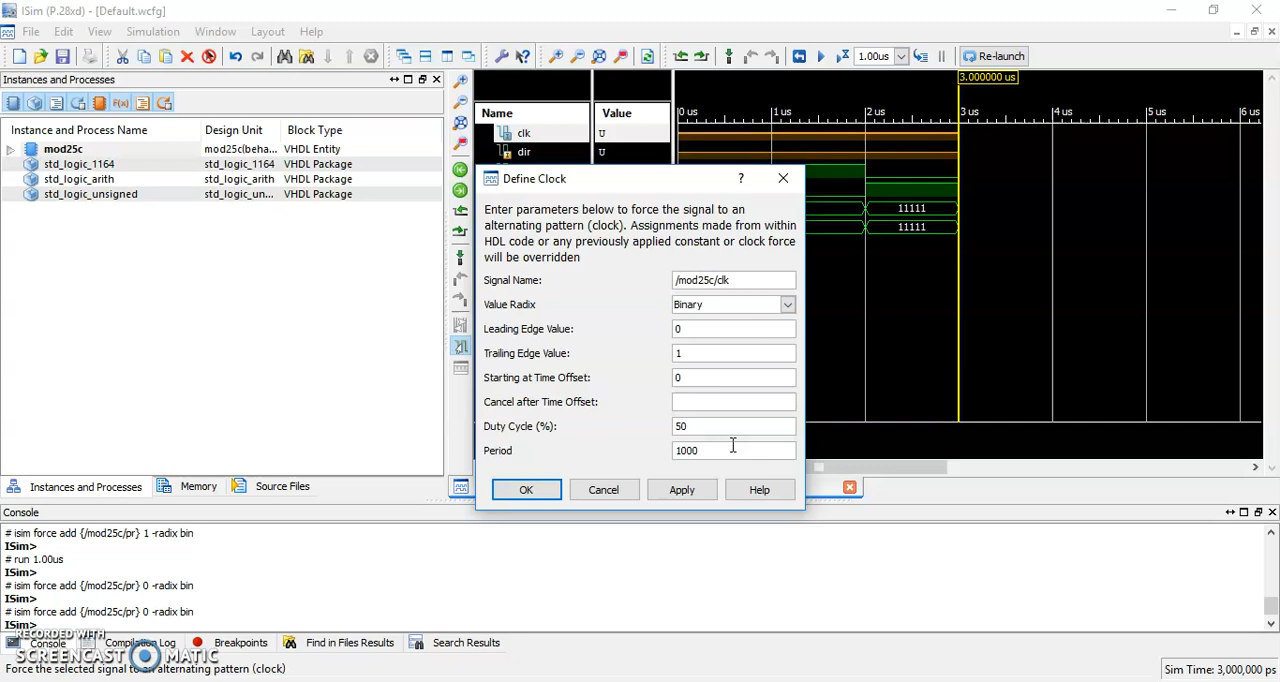 ISim (P.28xd) - [Default.wcfg]
File Edit View Simulation Window Layout Help
1.00us Re-launch
Instances and Processes
Instance and Process Name Design Unit Block Type
mod25c mod25c(beha... VHDL Entity
std_logic_1164 std_logic_1164 VHDL Package
std_logic_arith std_logic_arith VHDL Package
std_logic_unsigned std_logic_un... VHDL Package
3.000000 us
Name Value 0 us 1 us 2 us 3 us 4 us 5 us 6 us
clk U
dir U
11111
11111
Define Clock
Enter parameters below to force the signal to an
alternating pattern (clock). Assignments made from within
HDL code or any previously applied constant or clock force
will be overridden
Signal Name: /mod25c/clk
Value Radix Binary
Leading Edge Value: 0
Trailing Edge Value: 1
Starting at Time Offset: 0
Cancel after Time Offset:
Duty Cycle (%): 50
Period 1000
OK Cancel Apply Help
Instances and Processes Memory Source Files
Console
# isim force add {/mod25c/pr} 1 -radix bin
ISim>
# run 1.00us
ISim>
# isim force add {/mod25c/pr} 0 -radix bin
ISim>
# isim force add {/mod25c/pr} 0 -radix bin
ISim>
Console Compilation Log Breakpoints Find in Files Results Search Results
RECORDED WITH
SCREENCAST MATIC
Force the selected signal to an alternating pattern (clock) Sim Time: 3,000,000 ps